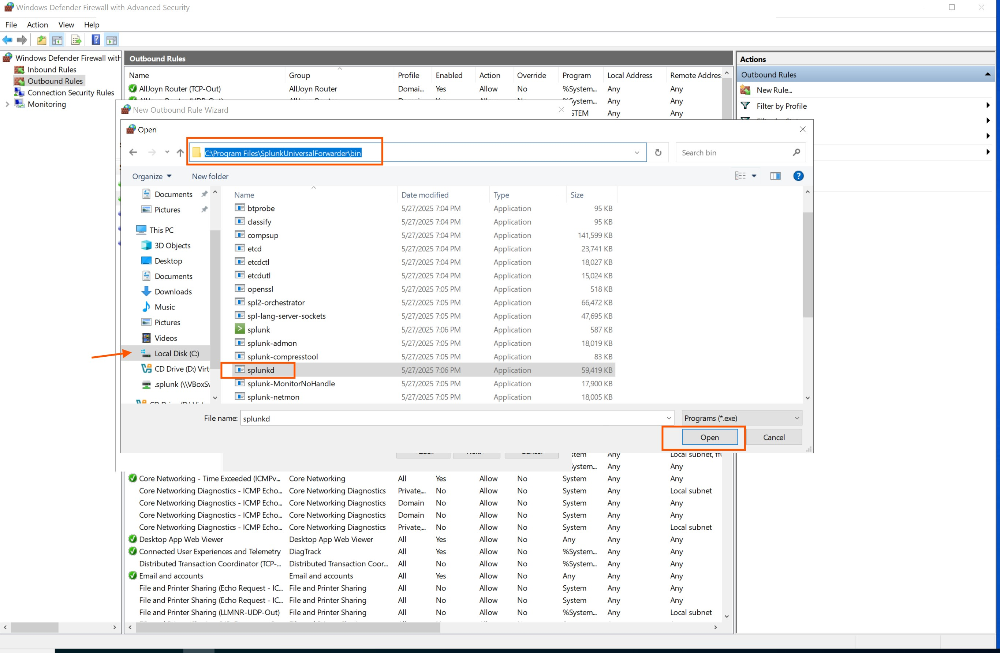 Windows Defender Firewall with Advanced Security
File Action View Help
Windows Defender Firewall with
Inbound Rules
Outbound Rules
Connection Security Rules
Monitoring
Outbound Rules
Name Group Profile Enabled Action Override Program Local Address Remote Addres
AllJoyn Router (TCP-Out) AllJoyn Router Domai... Yes Allow No %System... Any Any
%System... Any Any
STEM Any Any
Actions
Outbound Rules
New Rule...
Filter by Profile
New Outbound Rule Wizard
Open
C:\Program Files\SplunkUniversalForwarder\bin
Search bin
Organize New folder
Documents
Pictures
This PC
3D Objects
Desktop
Documents
Downloads
Music
Pictures
Videos
Local Disk (C:)
CD Drive (D:) Virt
.splunk (\\VBoxSv
Name Date modified Type Size
btprobe 5/27/2025 7:04 PM Application 95 KB
classify 5/27/2025 7:04 PM Application 95 KB
compsup 5/27/2025 7:04 PM Application 141,599 KB
etcd 5/27/2025 7:04 PM Application 23,741 KB
etcdctl 5/27/2025 7:04 PM Application 18,027 KB
etcdutl 5/27/2025 7:04 PM Application 15,024 KB
openssl 5/27/2025 7:05 PM Application 518 KB
spl2-orchestrator 5/27/2025 7:05 PM Application 66,472 KB
spl-lang-server-sockets 5/27/2025 7:05 PM Application 47,695 KB
splunk 5/27/2025 7:06 PM Application 587 KB
splunk-admon 5/27/2025 7:05 PM Application 18,019 KB
splunk-compresstool 5/27/2025 7:05 PM Application 83 KB
splunkd 5/27/2025 7:06 PM Application 59,419 KB
splunk-MonitorNoHandle 5/27/2025 7:05 PM Application 17,900 KB
splunk-netmon 5/27/2025 7:05 PM Application 18,005 KB
File name: splunkd Programs (*.exe)
Open Cancel
stem Any Local subnet, ff
System... Any Any
Core Networking - Time Exceeded (ICMPv... Core Networking All Yes Allow No System Any Any
Core Networking Diagnostics - ICMP Echo... Core Networking Diagnostics Private,... No Allow No System Any Local subnet
Core Networking Diagnostics - ICMP Echo... Core Networking Diagnostics Domain No Allow No System Any Any
Core Networking Diagnostics - ICMP Echo... Core Networking Diagnostics Domain No Allow No System Any Any
Core Networking Diagnostics - ICMP Echo... Core Networking Diagnostics Private,... No Allow No System Any Local subnet
Desktop App Web Viewer Desktop App Web Viewer All Yes Allow No Any Any Any
Connected User Experiences and Telemetry DiagTrack All Yes Allow No %System... Any Any
Distributed Transaction Coordinator (TCP-... Distributed Transaction Coor... All No Allow No %System... Any Any
Email and accounts Email and accounts All Yes Allow No Any Any Any
File and Printer Sharing (Echo Request - IC... File and Printer Sharing All No Allow No System Any Any
File and Printer Sharing (Echo Request - IC... File and Printer Sharing All No Allow No System Any Any
File and Printer Sharing (LLMNR-UDP-Out) File and Printer Sharing All No Allow No %System... Any Local subnet